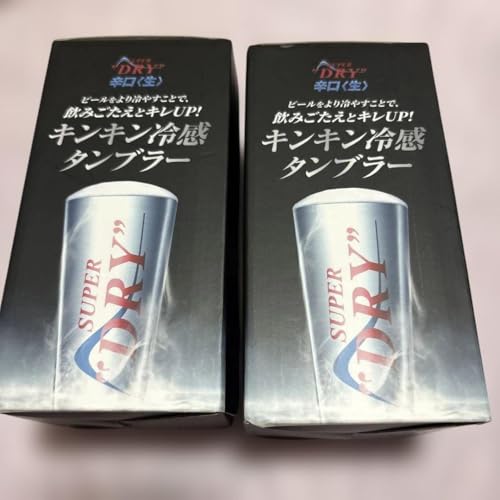 SUPER
"DRY"
辛口〈生〉
ビールをより冷やすことで、
飲みごたえとキレUP!
キンキン冷感
タンブラー
SUPER
"DRY"
SUPER
"DRY"
辛口〈生〉
ビールをより冷やすことで、
飲みごたえとキレUP!
キンキン冷感
タンブラー
SUPER
"DRY"